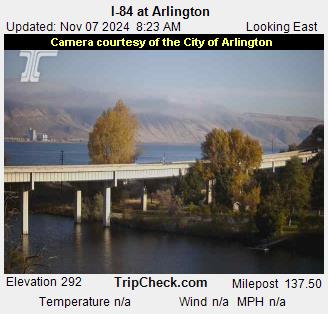 I-84 at Arlington
Updated: Nov 07 2024 8:23 AM Looking East
Camera courtesy of the City of Arlington
Elevation 292 TripCheck.com Milepost 137.50
Temperature n/a Wind n/a MPH n/a